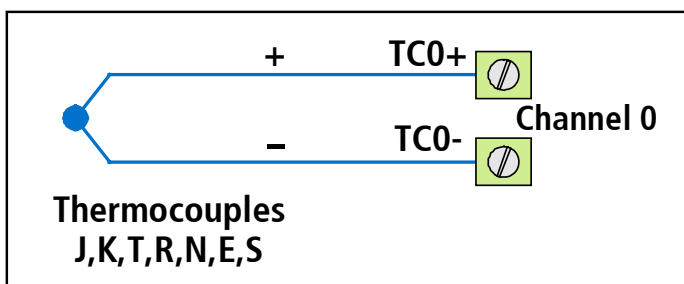 + TC0+
Channel 0
– TC0-
Thermocouples
J,K,T,R,N,E,S